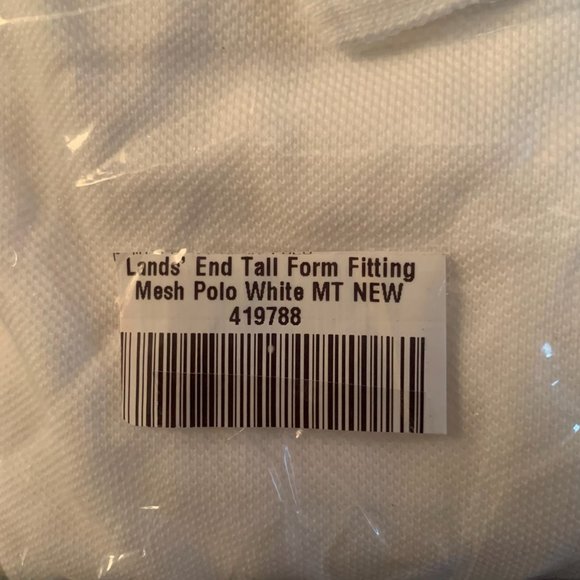 Lands' End Tall Form Fitting
Mesh Polo White MT NEW
419788